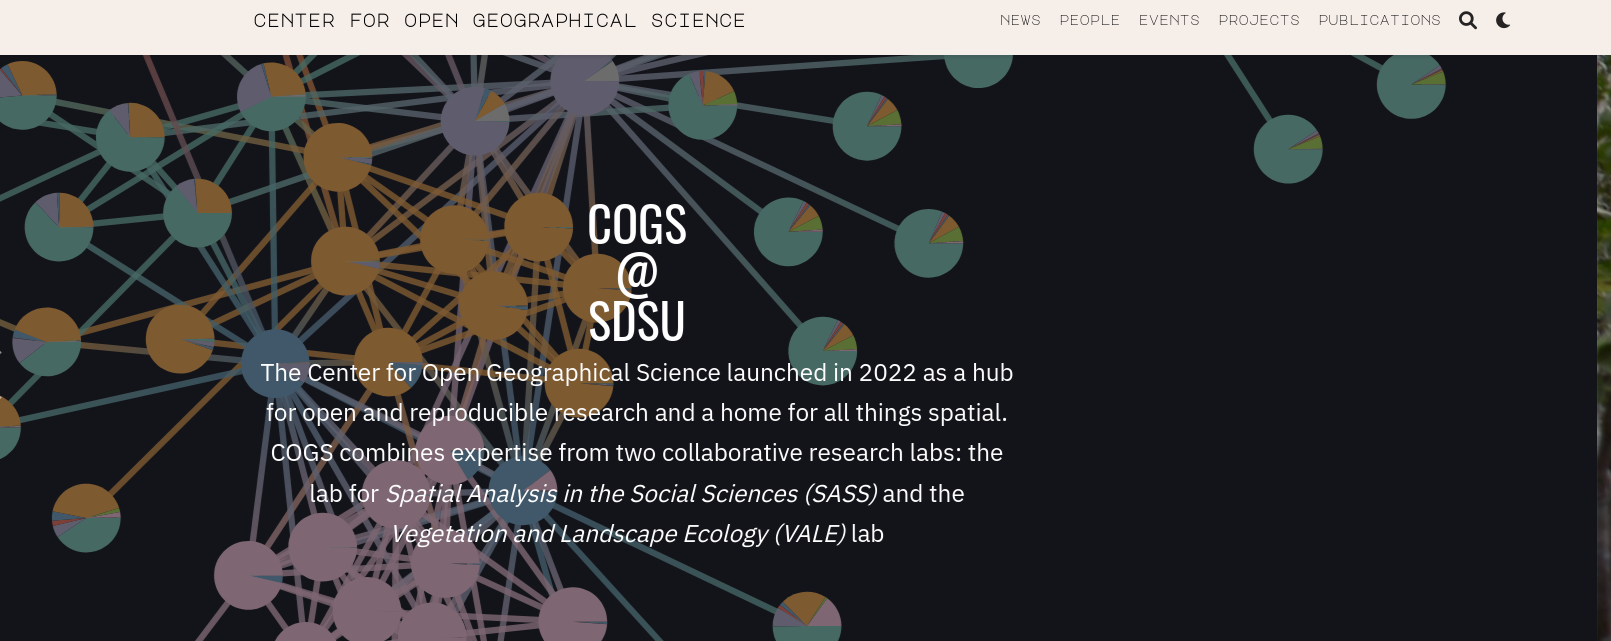 CENTER FOR OPEN GEOGRAPHICAL SCIENCE
NEWS PEOPLE EVENTS PROJECTS PUBLICATIONS
COGS
@
SDSU
The Center for Open Geographical Science launched in 2022 as a hub
for open and reproducible research and a home for all things spatial.
COGS combines expertise from two collaborative research labs: the
lab for Spatial Analysis in the Social Sciences (SASS) and the
Vegetation and Landscape Ecology (VALE) lab